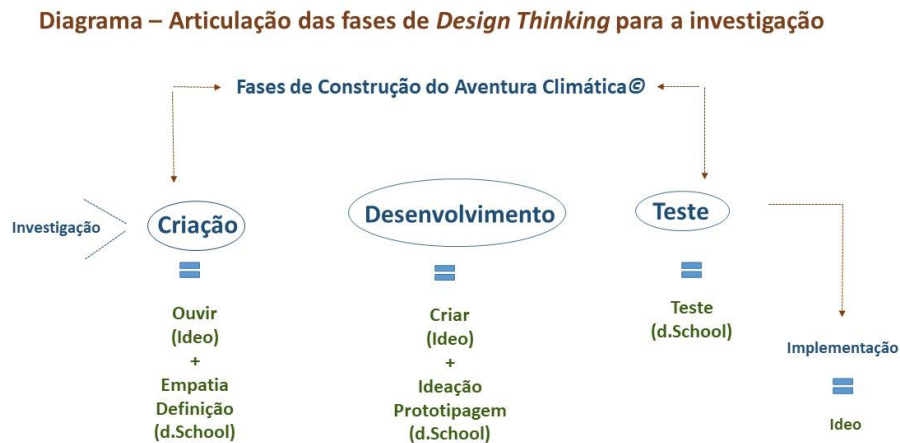 Diagrama – Articulação das fases de Design Thinking para a investigação
Fases de Construção do Aventura Climática©
Investigação
Criação
Desenvolvimento
Teste
=
=
=
Ouvir
(Ideo)
+
Empatia
Definição
(d.School)
Criar
(Ideo)
+
Ideação
Prototipagem
(d.School)
Teste
(d.School)
Implementação
=
Ideo